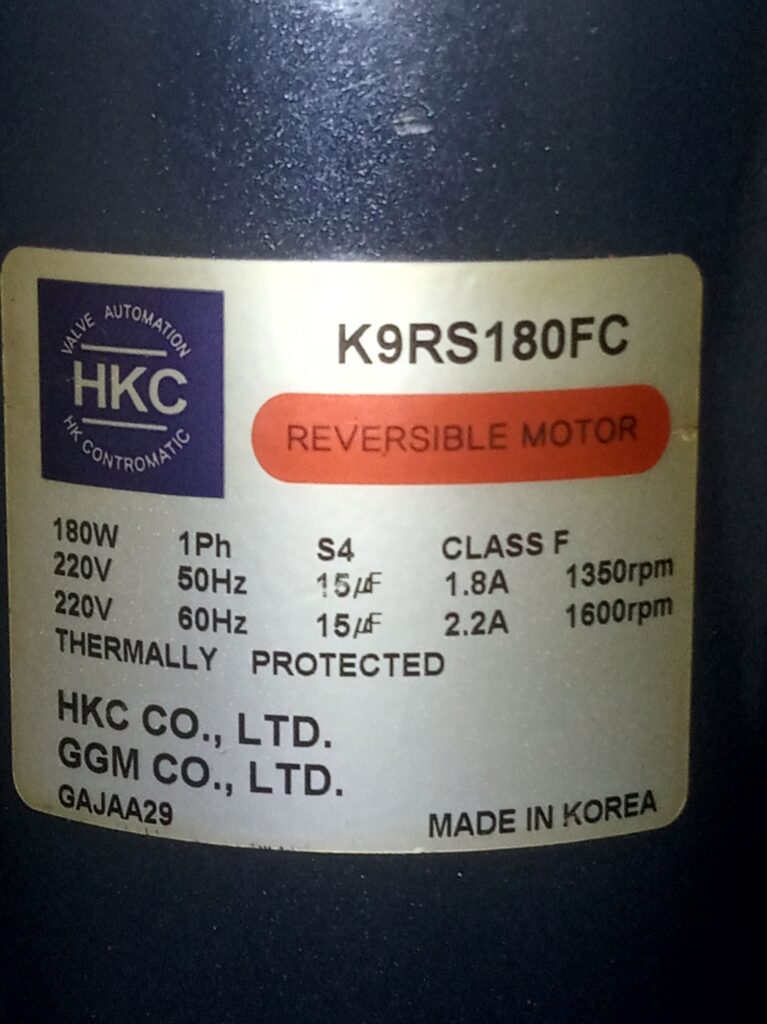 VALVE AUTOMATION
HKC
HK CONTROMATIC
K9RS180FC
REVERSIBLE MOTOR
180W 1Ph S4 CLASS F
220V 50Hz 15µF 1.8A 1350rpm
220V 60Hz 15µF 2.2A 1600rpm
THERMALLY PROTECTED
HKC CO., LTD.
GGM CO., LTD.
GAJAA29
MADE IN KOREA